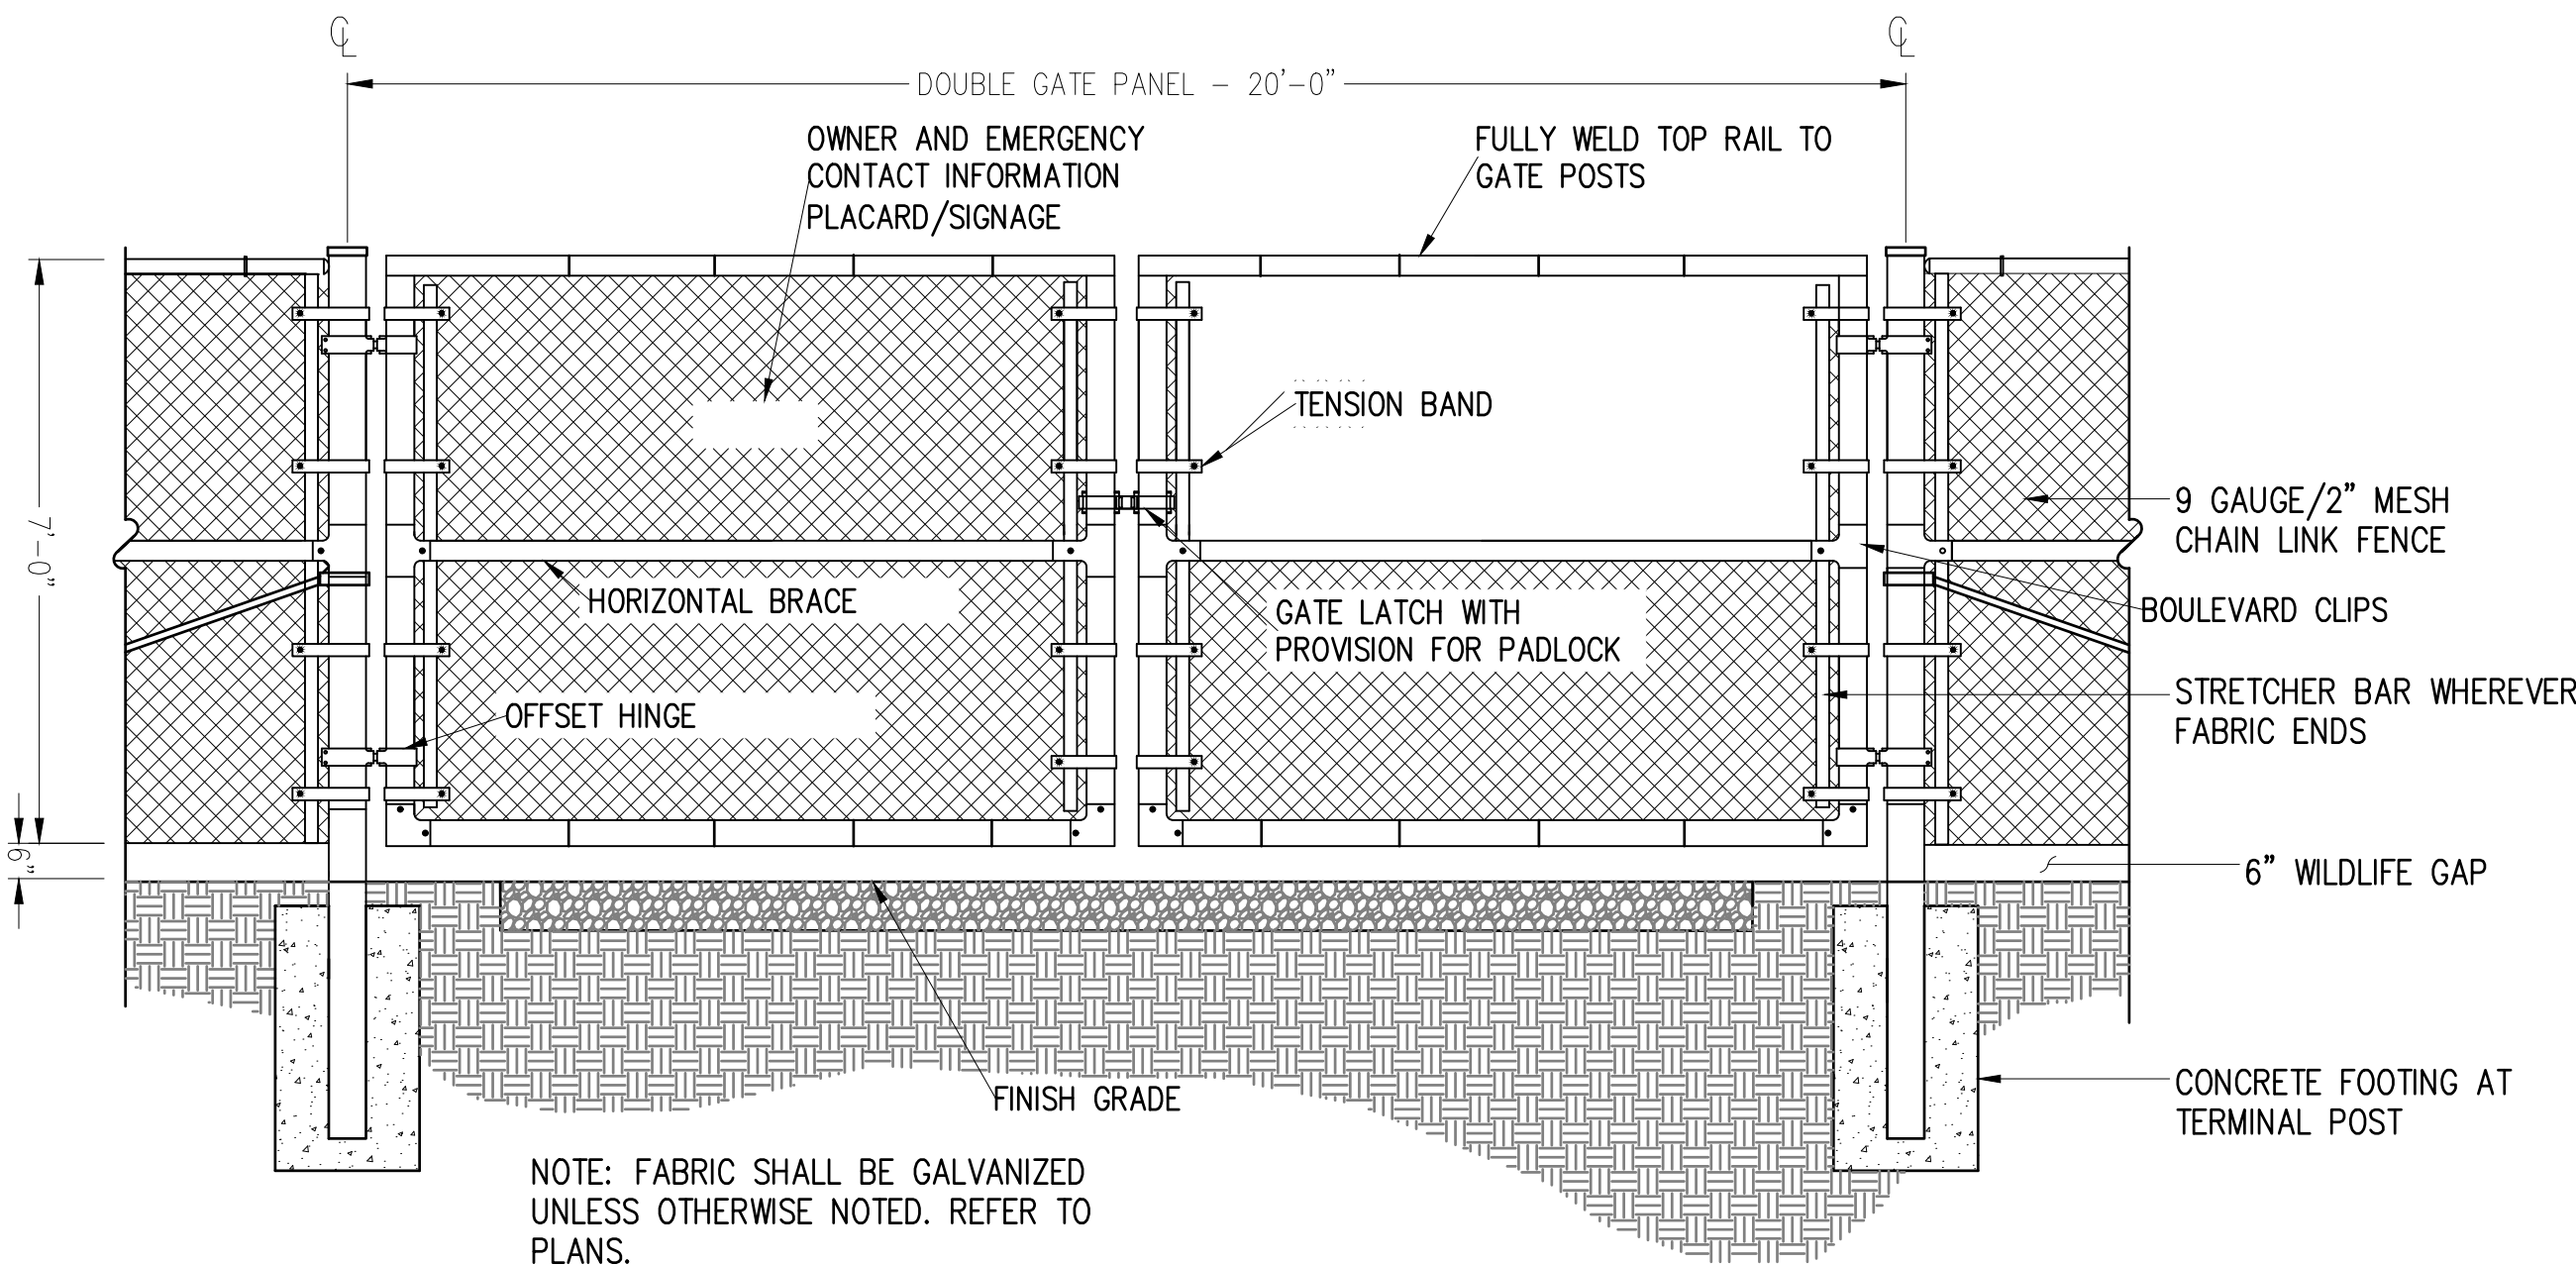 ℄
℄
DOUBLE GATE PANEL - 20'-0"
OWNER AND EMERGENCY
CONTACT INFORMATION
PLACARD/SIGNAGE
FULLY WELD TOP RAIL TO
GATE POSTS
TENSION BAND
9 GAUGE/2" MESH
CHAIN LINK FENCE
7'-0"
HORIZONTAL BRACE
GATE LATCH WITH
PROVISION FOR PADLOCK
BOULEVARD CLIPS
OFFSET HINGE
STRETCHER BAR WHEREVER
FABRIC ENDS
6"
6" WILDLIFE GAP
FINISH GRADE
CONCRETE FOOTING AT
TERMINAL POST
NOTE: FABRIC SHALL BE GALVANIZED
UNLESS OTHERWISE NOTED. REFER TO
PLANS.